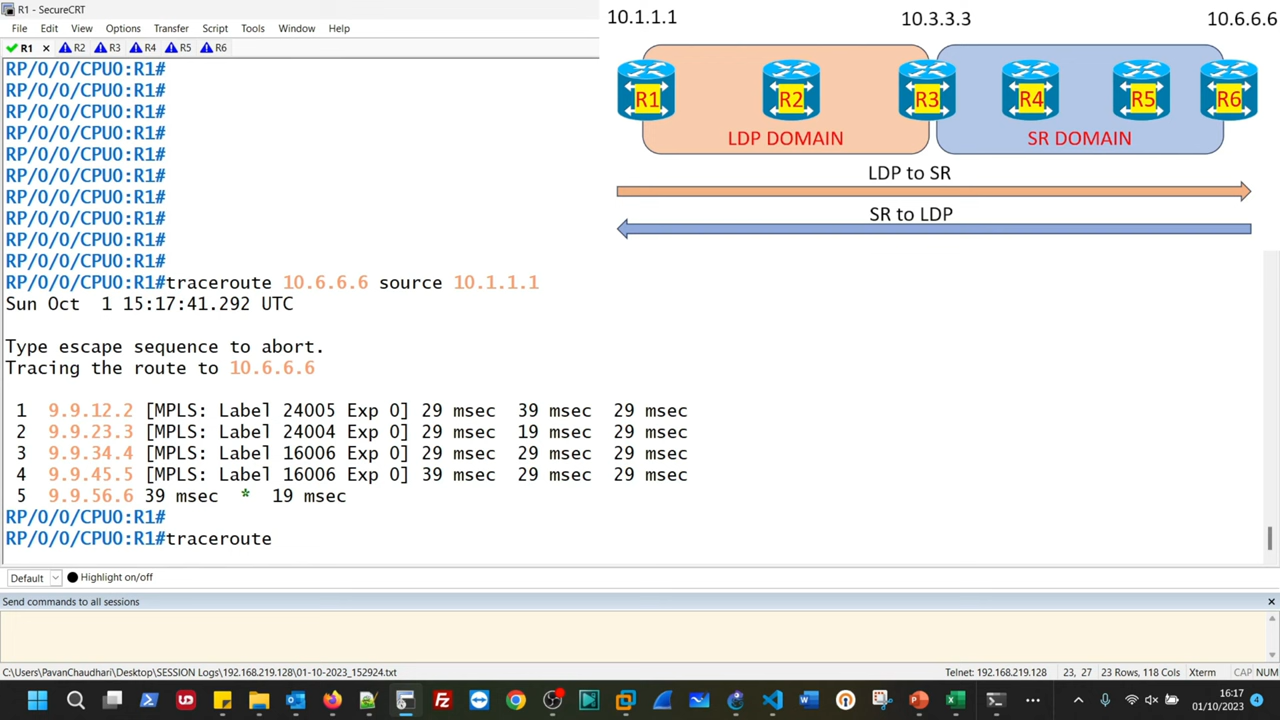 R1 - SecureCRT
File Edit View Options Transfer Script Tools Window Help
R1 × R2 R3 R4 R5 R6
10.1.1.1 10.3.3.3 10.6.6.6
R1 R2 R3 R4 R5 R6
LDP DOMAIN SR DOMAIN
LDP to SR
SR to LDP
RP/0/0/CPU0:R1#
RP/0/0/CPU0:R1#
RP/0/0/CPU0:R1#
RP/0/0/CPU0:R1#
RP/0/0/CPU0:R1#
RP/0/0/CPU0:R1#
RP/0/0/CPU0:R1#
RP/0/0/CPU0:R1#
RP/0/0/CPU0:R1#
RP/0/0/CPU0:R1#
RP/0/0/CPU0:R1#traceroute 10.6.6.6 source 10.1.1.1
Sun Oct 1 15:17:41.292 UTC
Type escape sequence to abort.
Tracing the route to 10.6.6.6
1 9.9.12.2 [MPLS: Label 24005 Exp 0] 29 msec 39 msec 29 msec
2 9.9.23.3 [MPLS: Label 24004 Exp 0] 29 msec 19 msec 29 msec
3 9.9.34.4 [MPLS: Label 16006 Exp 0] 29 msec 29 msec 29 msec
4 9.9.45.5 [MPLS: Label 16006 Exp 0] 39 msec 29 msec 29 msec
5 9.9.56.6 39 msec * 19 msec
RP/0/0/CPU0:R1#
RP/0/0/CPU0:R1#traceroute
Default Highlight on/off
Send commands to all sessions ×
C:\Users\PavanChaudhari\Desktop\SESSION Logs\192.168.219.128\01-10-2023_152924.txt Telnet: 192.168.219.128 23, 27 23 Rows, 118 Cols Xterm CAP NUM
16:17
01/10/2023